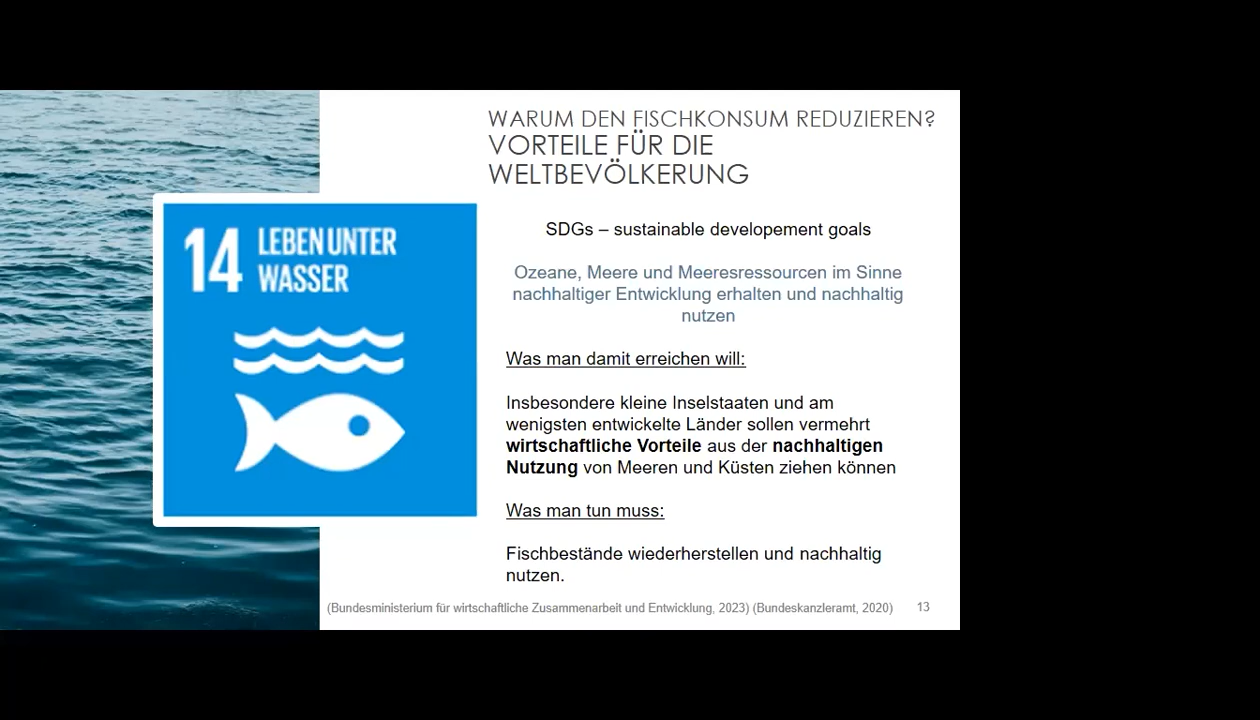 WARUM DEN FISCHKONSUM REDUZIEREN?
VORTEILE FÜR DIE
WELTBEVÖLKERUNG
14 LEBEN UNTER
WASSER
SDGs – sustainable developement goals
Ozeane, Meere und Meeresressourcen im Sinne
nachhaltiger Entwicklung erhalten und nachhaltig
nutzen
Was man damit erreichen will:
Insbesondere kleine Inselstaaten und am
wenigsten entwickelte Länder sollen vermehrt
wirtschaftliche Vorteile aus der nachhaltigen
Nutzung von Meeren und Küsten ziehen können
Was man tun muss:
Fischbestände wiederherstellen und nachhaltig
nutzen.
(Bundesministerium für wirtschaftliche Zusammenarbeit und Entwicklung, 2023) (Bundeskanzleramt, 2020) 13